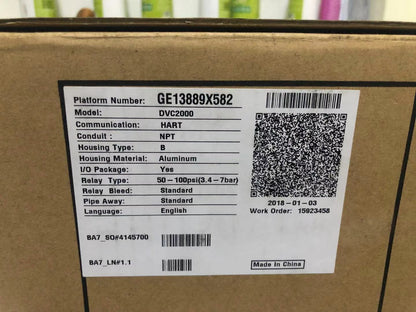 Platform Number: GE13889X582
Model: DVC2000
Communication: HART
Conduit : NPT
Housing Type: B
Housing Material: Aluminum
I/O Package: Yes
Relay Type: 50-100psi(3.4-7bar)
Relay Bleed: Standard
Pipe Away: Standard
Language: English
2018-01-03
Work Order: 15923458
BA7_SO#4145700
BA7_LN#1.1
Made In China